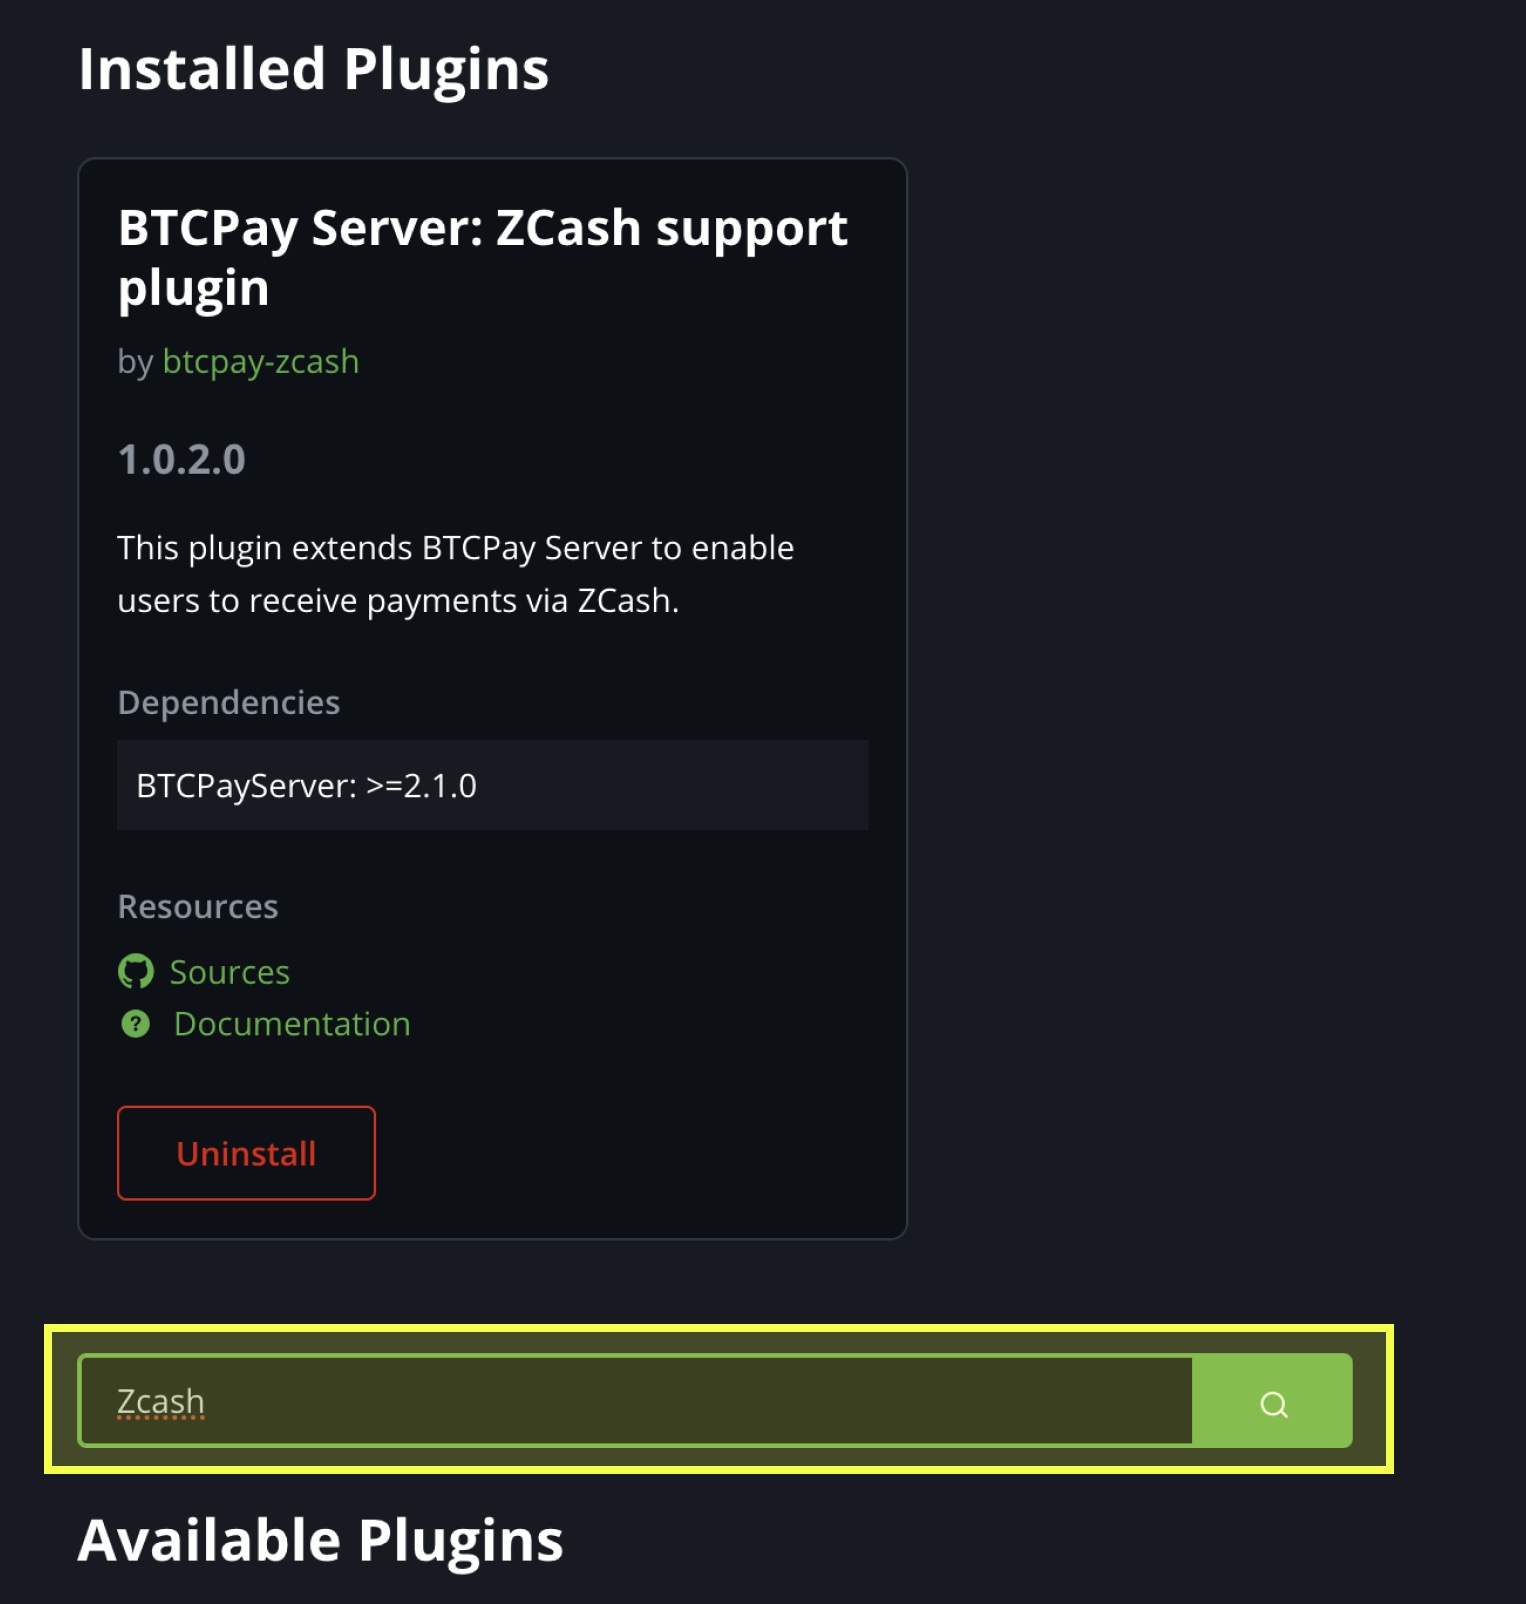 Installed Plugins
BTCPay Server: ZCash support
plugin
by btcpay-zcash
1.0.2.0
This plugin extends BTCPay Server to enable
users to receive payments via ZCash.
Dependencies
BTCPayServer: >=2.1.0
Resources
Sources
Documentation
Uninstall
Zcash
Available Plugins